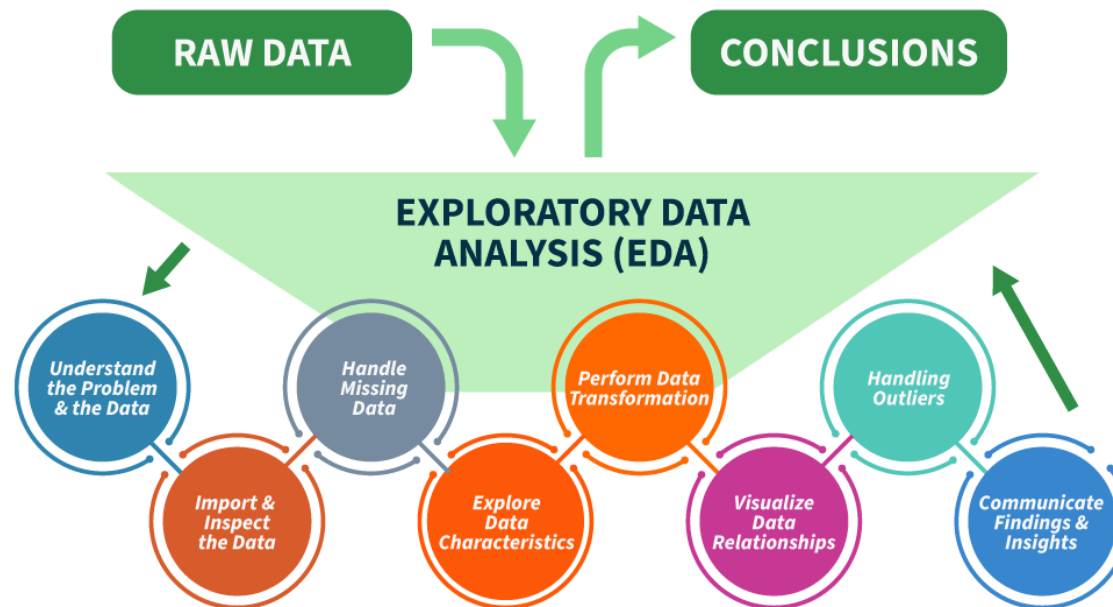 RAW DATA
CONCLUSIONS
EXPLORATORY DATA
ANALYSIS (EDA)
Understand
the Problem
& the Data
Import &
Inspect
the Data
Handle
Missing
Data
Explore
Data
Characteristics
Perform Data
Transformation
Visualize
Data
Relationships
Handling
Outliers
Communicate
Findings &
Insights